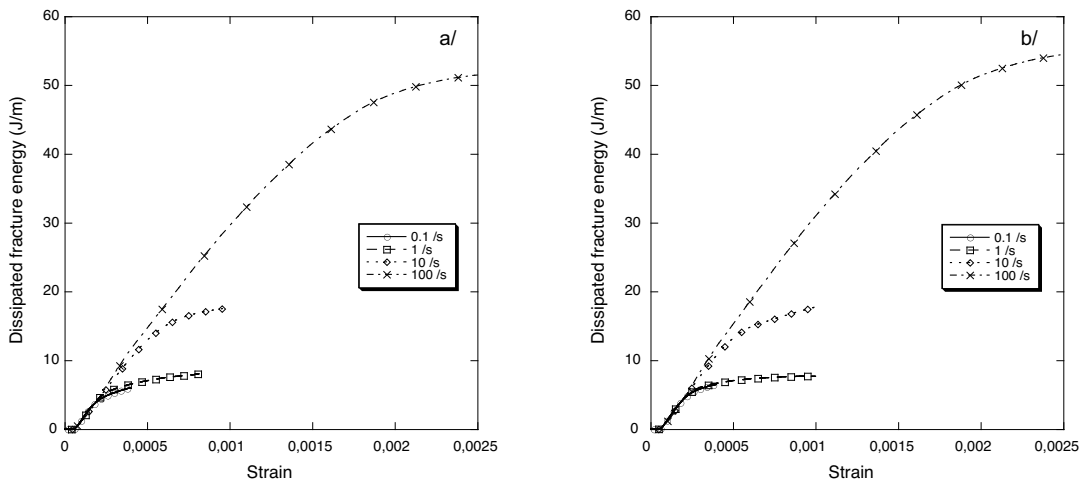 a/
Dissipated fracture energy (J/m)
60
50
40
30
20
10
0
0.1 /s
1 /s
10 /s
100 /s
0 0,0005 0,001 0,0015 0,002 0,0025
Strain
b/
Dissipated fracture energy (J/m)
60
50
40
30
20
10
0
0.1 /s
1 /s
10 /s
100 /s
0 0,0005 0,001 0,0015 0,002 0,0025
Strain